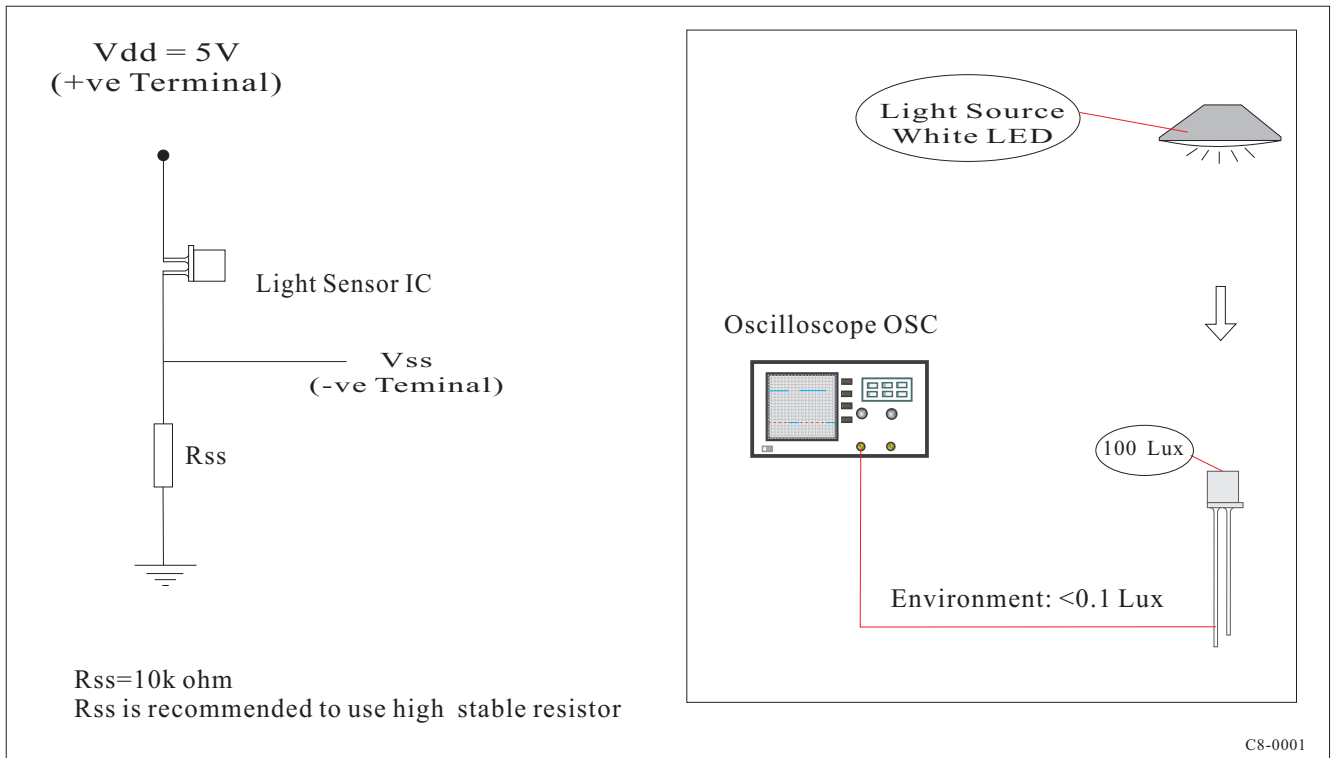 Vdd = 5V
(+ve Terminal)
Light Sensor IC
Vss
(-ve Teminal)
Rss
Rss=10k ohm
Rss is recommended to use high stable resistor
Light Source
White LED
Oscilloscope OSC
100 Lux
Environment: <0.1 Lux
C8-0001